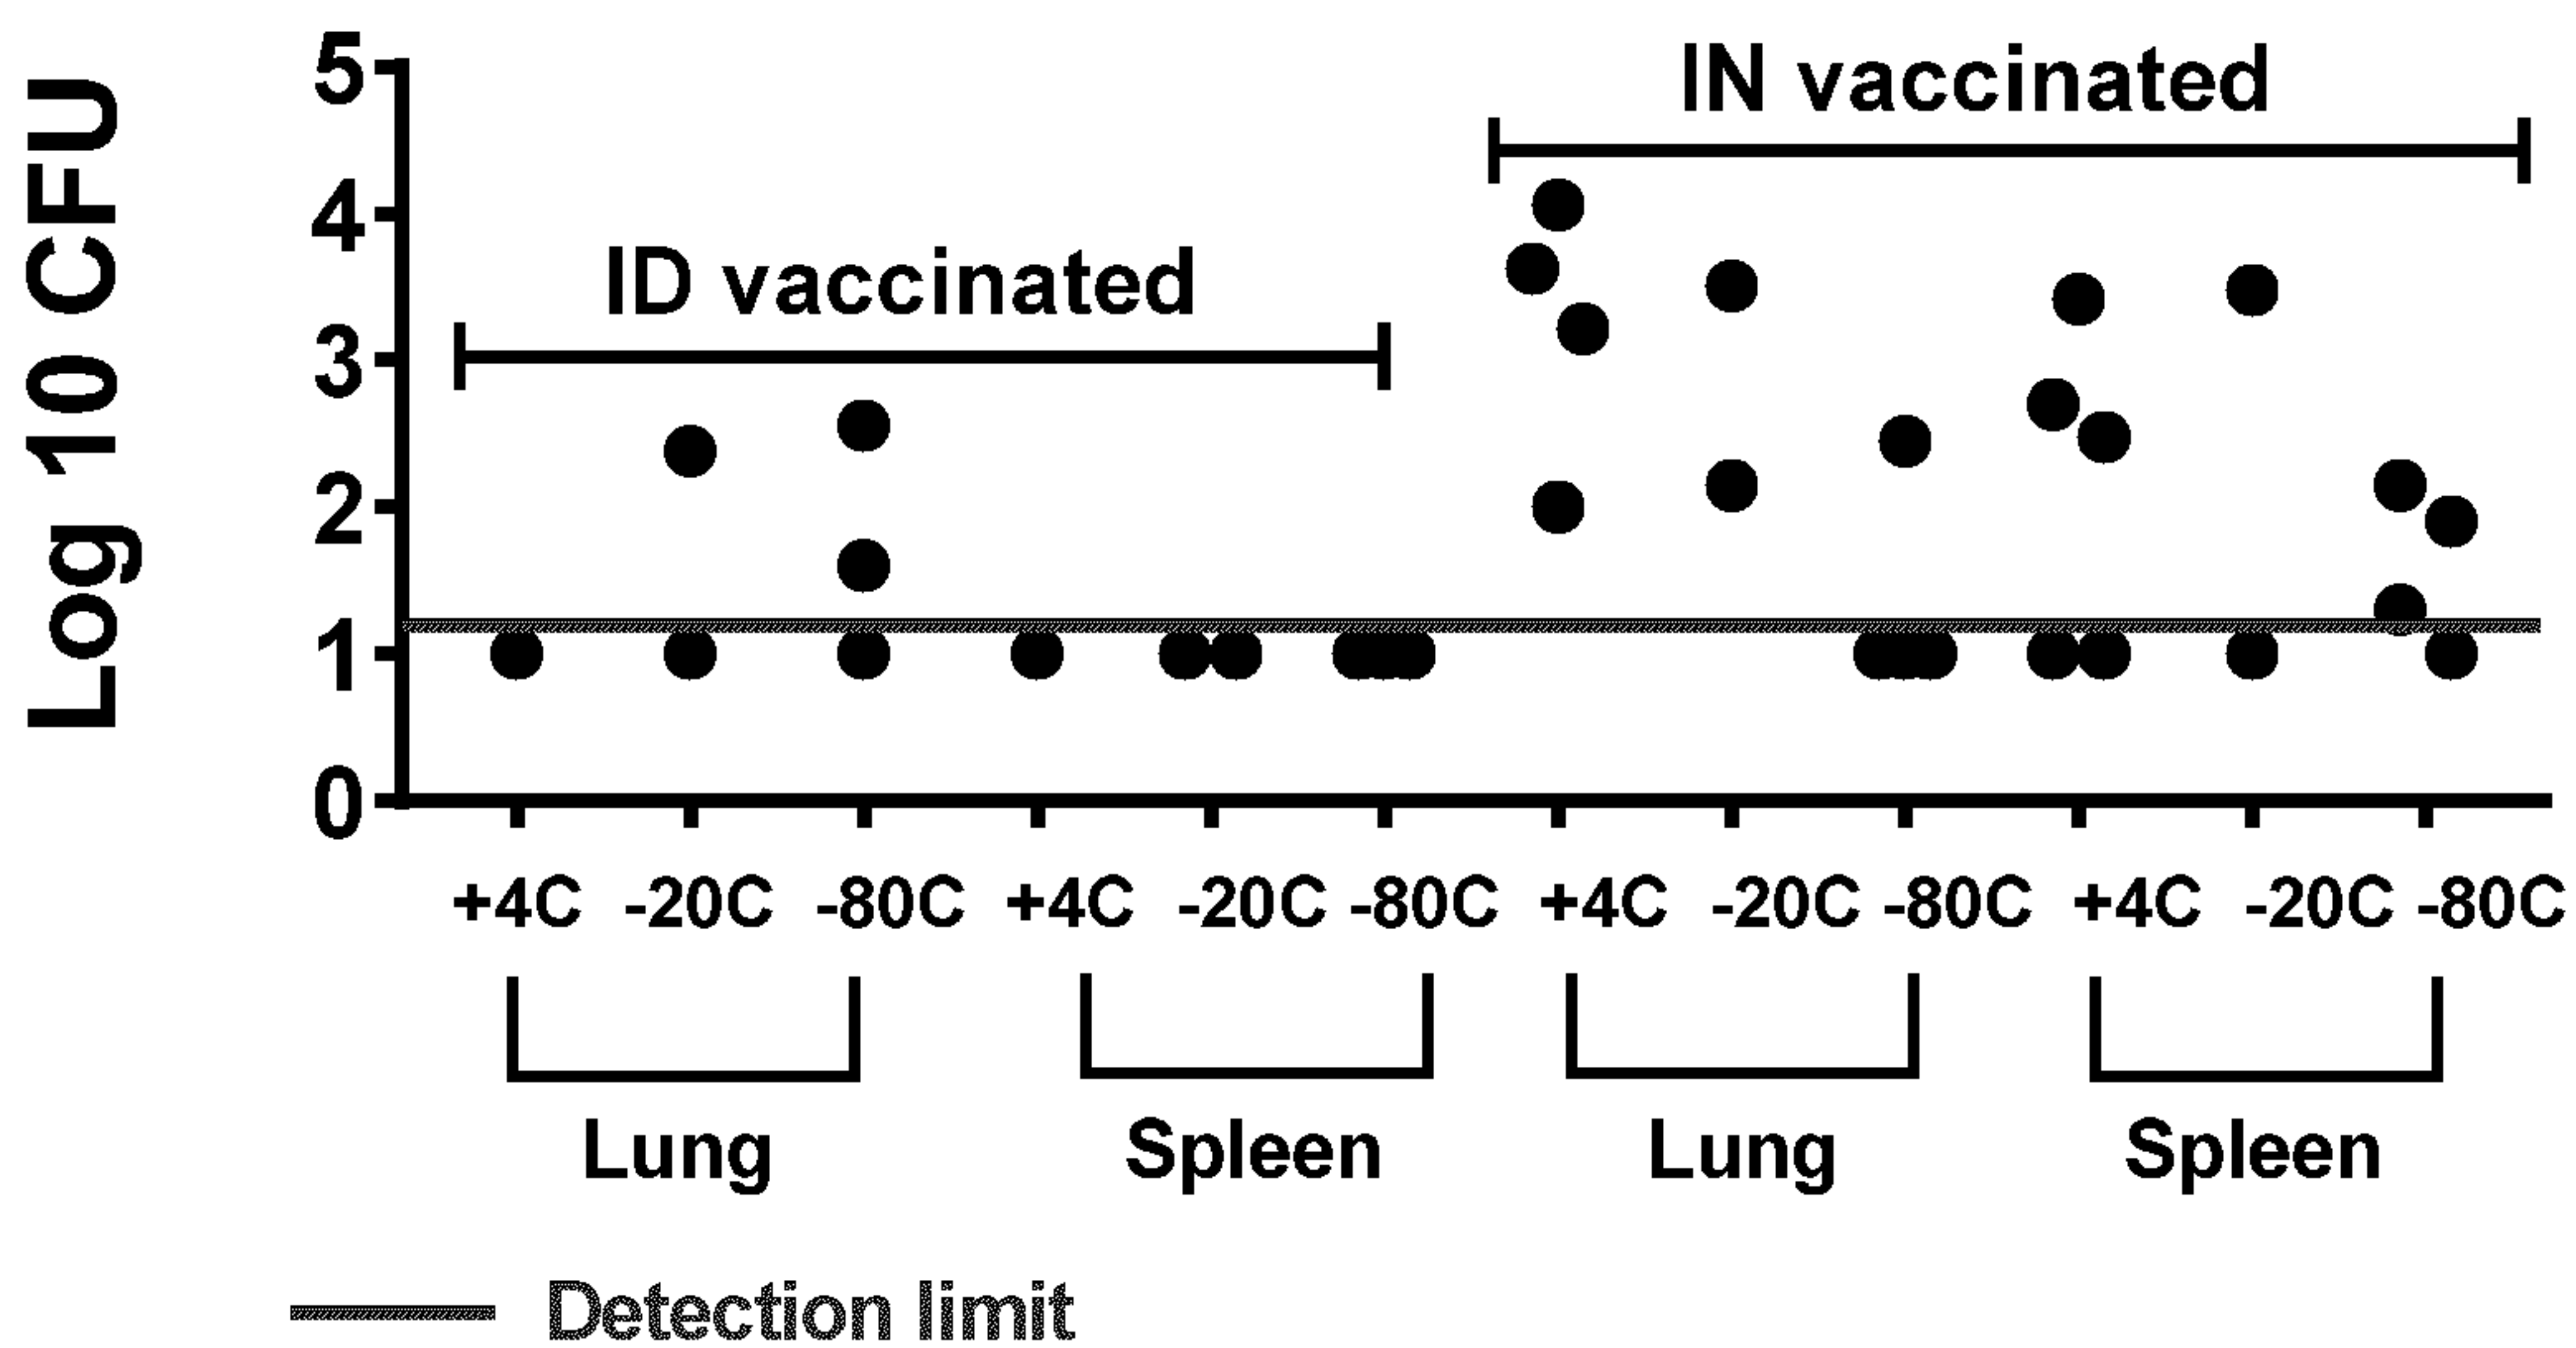 Log 10 CFU
5
4
3
2
1
0
ID vaccinated
IN vaccinated
+4C -20C -80C +4C -20C -80C +4C -20C -80C +4C -20C -80C
Lung Spleen Lung Spleen
Detection limit